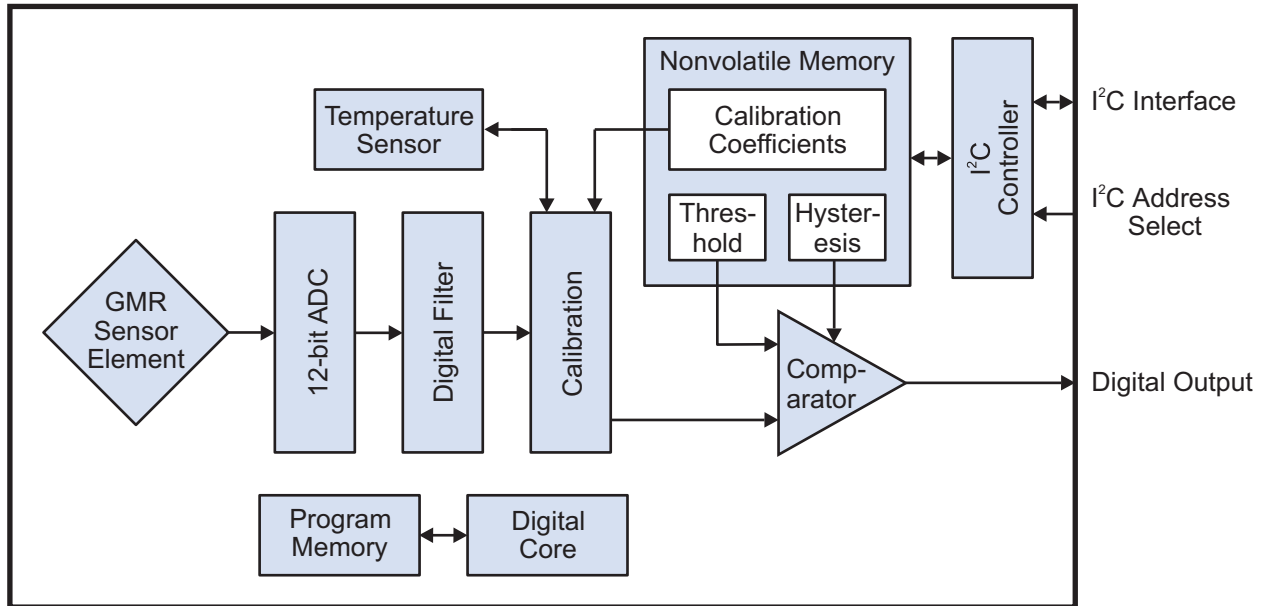 Nonvolatile Memory
Calibration
Coefficients
Thres-
hold
Hyster-
esis
I²C
Controller
I²C Interface
I²C Address
Select
Temperature
Sensor
GMR
Sensor
Element
12-bit ADC
Digital Filter
Calibration
Comp-
arator
Digital Output
Program
Memory
Digital
Core